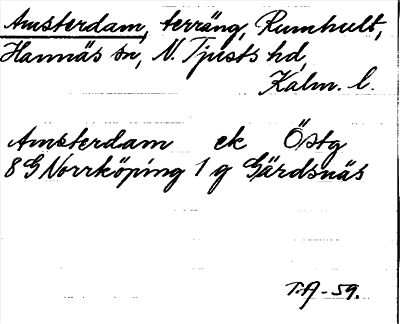 Amsterdam, terräng, Rumhult,
Hannäs sn, N. Tjusts hd,
Kalm. l.
Amsterdam ek Östg
8 G Norrköping 1 g Gärdsnäs
T.A - 59.